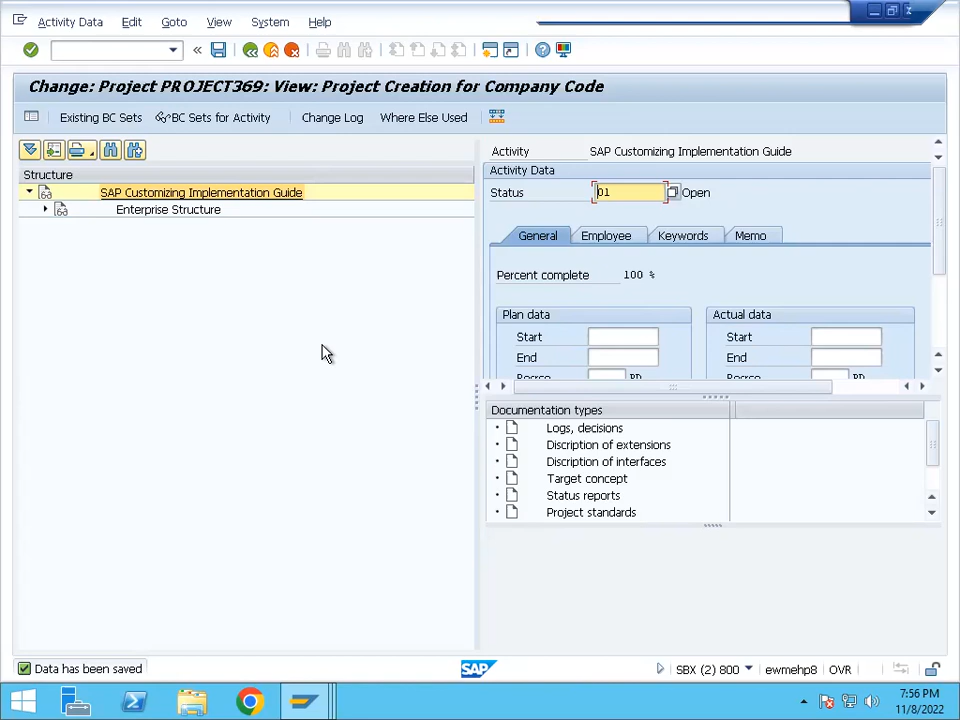 Activity Data Edit Goto View System Help
Change: Project PROJECT369: View: Project Creation for Company Code
Existing BC Sets BC Sets for Activity Change Log Where Else Used
Structure
SAP Customizing Implementation Guide
Enterprise Structure
Activity SAP Customizing Implementation Guide
Activity Data
Status 01 Open
General Employee Keywords Memo
Percent complete 100 %
Plan data Actual data
Start Start
End End
Documentation types
Logs, decisions
Discription of extensions
Discription of interfaces
Target concept
Status reports
Project standards
Data has been saved SAP SBX (2) 800 ewmehp8 OVR
7:56 PM
11/8/2022